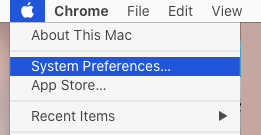 Chrome File Edit View
About This Mac
System Preferences...
App Store...
Recent Items